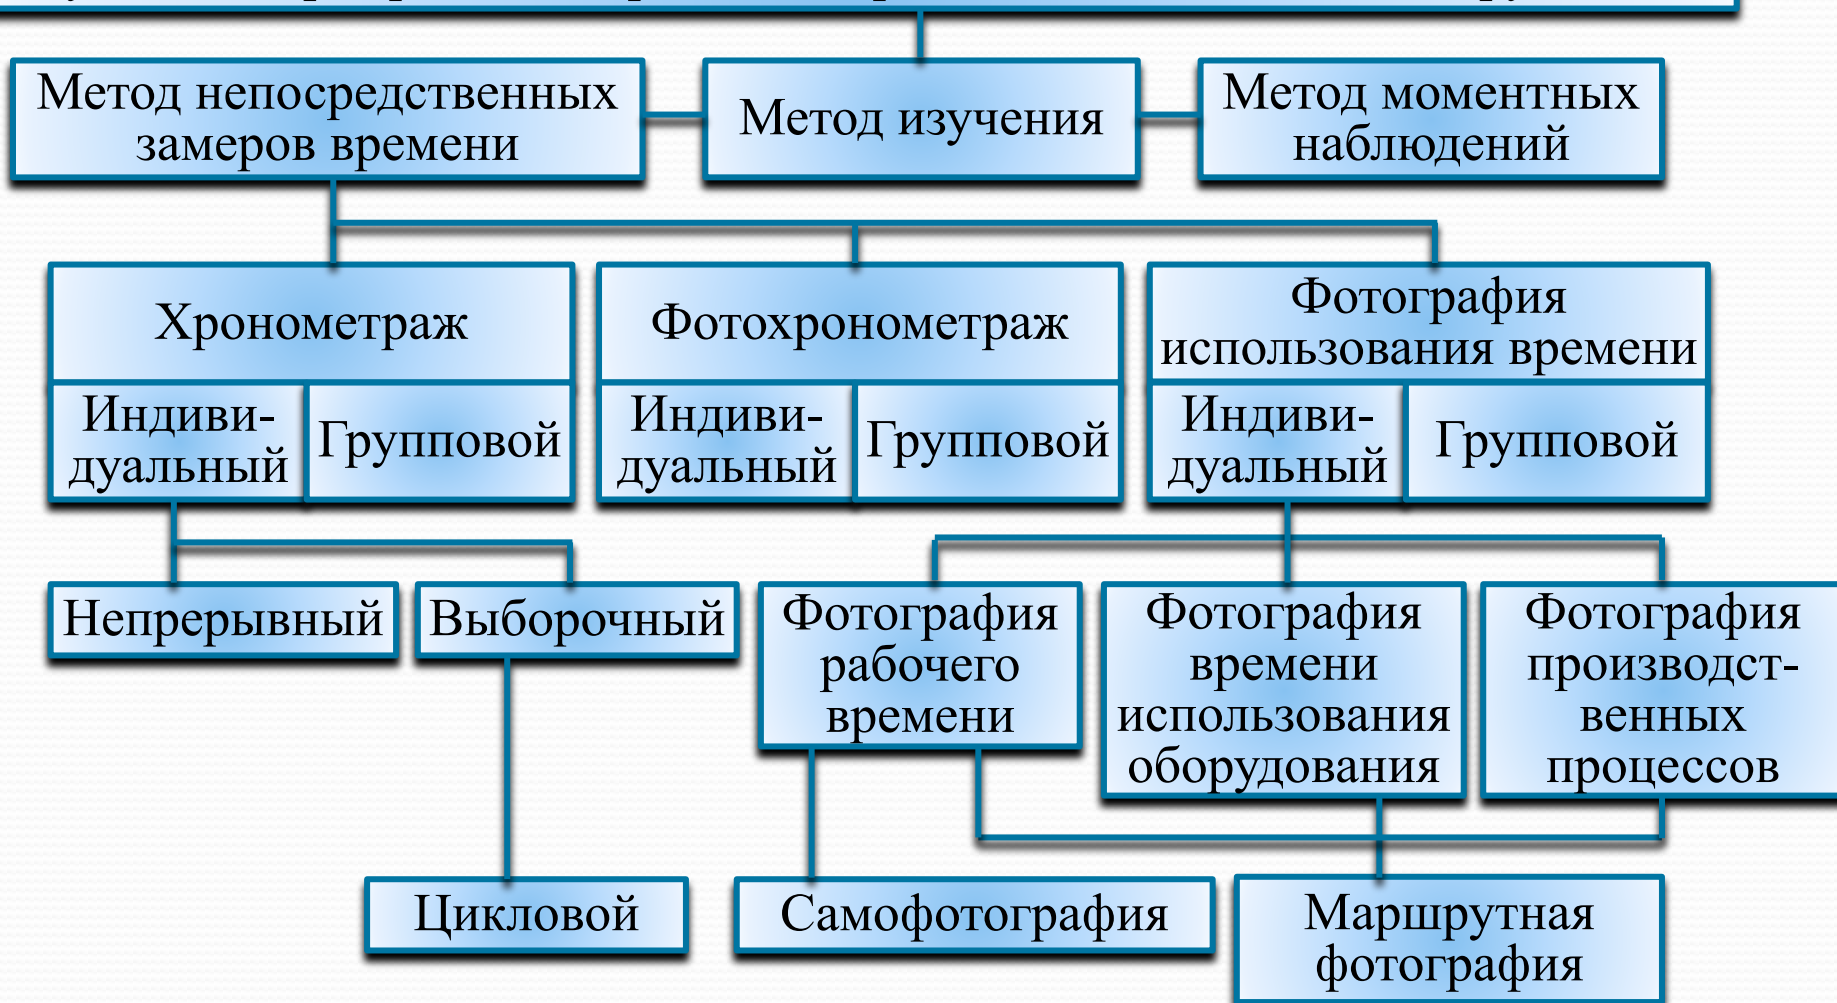 Метод непосредственных
замеров времени
Метод изучения
Метод моментных
наблюдений
Хронометраж
Фотохронометраж
Фотография
использования времени
Индиви-
дуальный
Групповой
Индиви-
дуальный
Групповой
Индиви-
дуальный
Групповой
Непрерывный
Выборочный
Фотография
рабочего
времени
Фотография
времени
использования
оборудования
Фотография
производст-
венных
процессов
Цикловой
Самофотография
Маршрутная
фотография